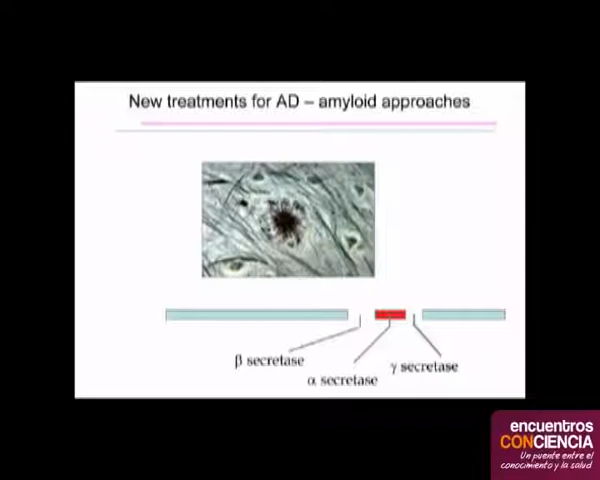 New treatments for AD – amyloid approaches
β secretase
α secretase
γ secretase
encuentros
CONCIENCIA
Un puente entre el
conocimiento y la salud